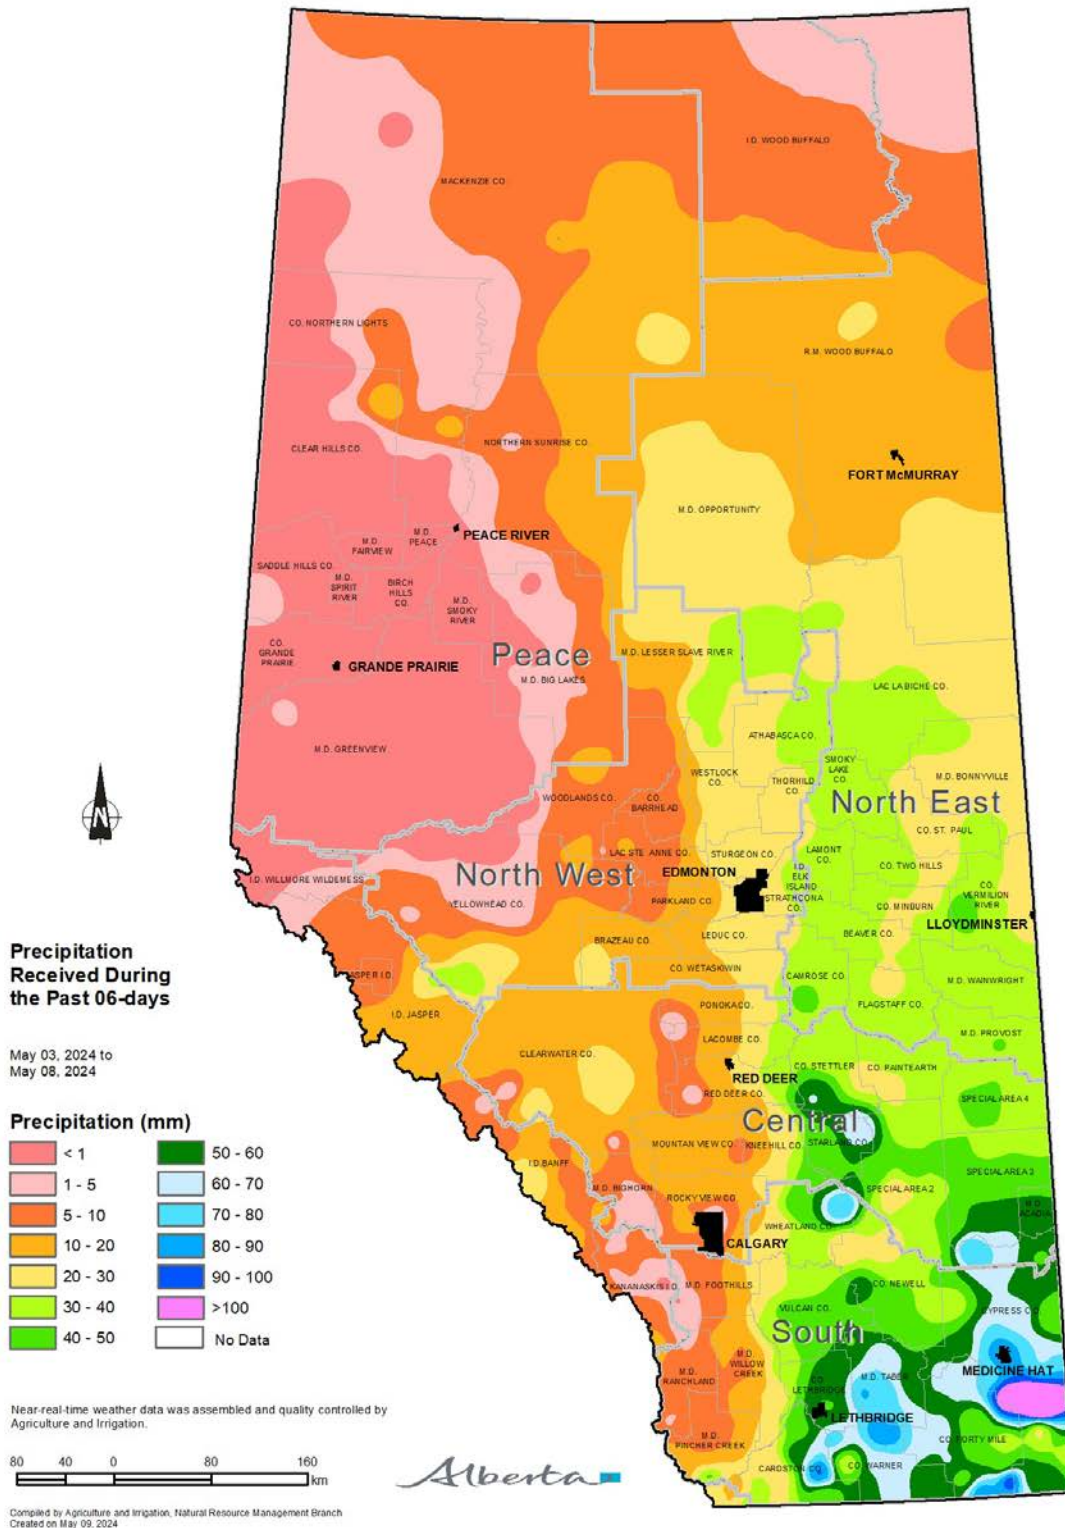 I.D. WOOD BUFFALO
MACKENZIE CO.
CO. NORTHERN LIGHTS
R.M. WOOD BUFFALO
CLEAR HILLS CO.
NORTHERN SUNRISE CO.
FORT McMURRAY
M.D. OPPORTUNITY
PEACE RIVER
M.D.
PEACE
M.D.
FAIRVIEW
SADDLE HILLS CO.
M.D.
SPIRIT
RIVER
BIRCH
HILLS
CO.
M.D.
SMOKY
RIVER
CO.
GRANDE
PRAIRIE
GRANDE PRAIRIE
Peace
M.D. BIG LAKES
M.D. LESSER SLAVE RIVER
LAC LA BICHE CO.
M.D. GREENVIEW
ATHABASCA CO.
WESTLOCK
CO.
THORHILD
CO.
SMOKY
LAKE
CO.
M.D. BONNYVILLE
North East
WOODLANDS CO.
CO.
BARRHEAD
CO. ST. PAUL
LAC STE ANNE CO.
STURGEON CO.
LAMONT
CO.
CO. TWO HILLS
North West
EDMONTON
I.D.
ELK
ISLAND
STRATHCONA
CO.
CO.
VERMILION
RIVER
I.D. WILLMORE WILDERNESS
YELLOWHEAD CO.
PARKLAND CO.
CO. MINBURN
LLOYDMINSTER
BRAZEAU CO.
LEDUC CO.
BEAVER CO.
CO. WETASKIWIN
CAMROSE CO.
M.D. WAINWRIGHT
JASPER I.D.
I.D. JASPER
PONOKA CO.
FLAGSTAFF CO.
M.D. PROVOST
CLEARWATER CO.
LACOMBE CO.
RED DEER
RED DEER CO.
CO. STETTLER
CO. PAINTEARTH
SPECIAL AREA 4
Central
MOUNTAN VIEW CO.
KNEEHILL CO.
STARLAND CO.
I.D. BANFF
M.D. BIGHORN
ROCKY VIEW CO.
SPECIAL AREA 2
SPECIAL AREA 3
M.D.
ACADIA
WHEATLAND CO.
CALGARY
KANANASKIS I.D.
M.D. FOOTHILLS
CO. NEWELL
VULCAN CO.
CYPRESS CO.
South
M.D.
WILLOW
CREEK
M.D.
RANCHLAND
CO.
LETHBRIDGE
M.D. TABER
MEDICINE HAT
LETHBRIDGE
M.D.
PINCHER CREEK
CO. FORTY MILE
CARDSTON CO.
CO. WARNER
N
Precipitation
Received During
the Past 06-days
May 03, 2024 to
May 08, 2024
Precipitation (mm)
< 1
1 - 5
5 - 10
10 - 20
20 - 30
30 - 40
40 - 50
50 - 60
60 - 70
70 - 80
80 - 90
90 - 100
>100
No Data
Near-real-time weather data was assembled and quality controlled by
Agriculture and Irrigation.
80 40 0 80 160
km
Alberta
Compiled by Agriculture and Irrigation, Natural Resource Management Branch
Created on May 09, 2024